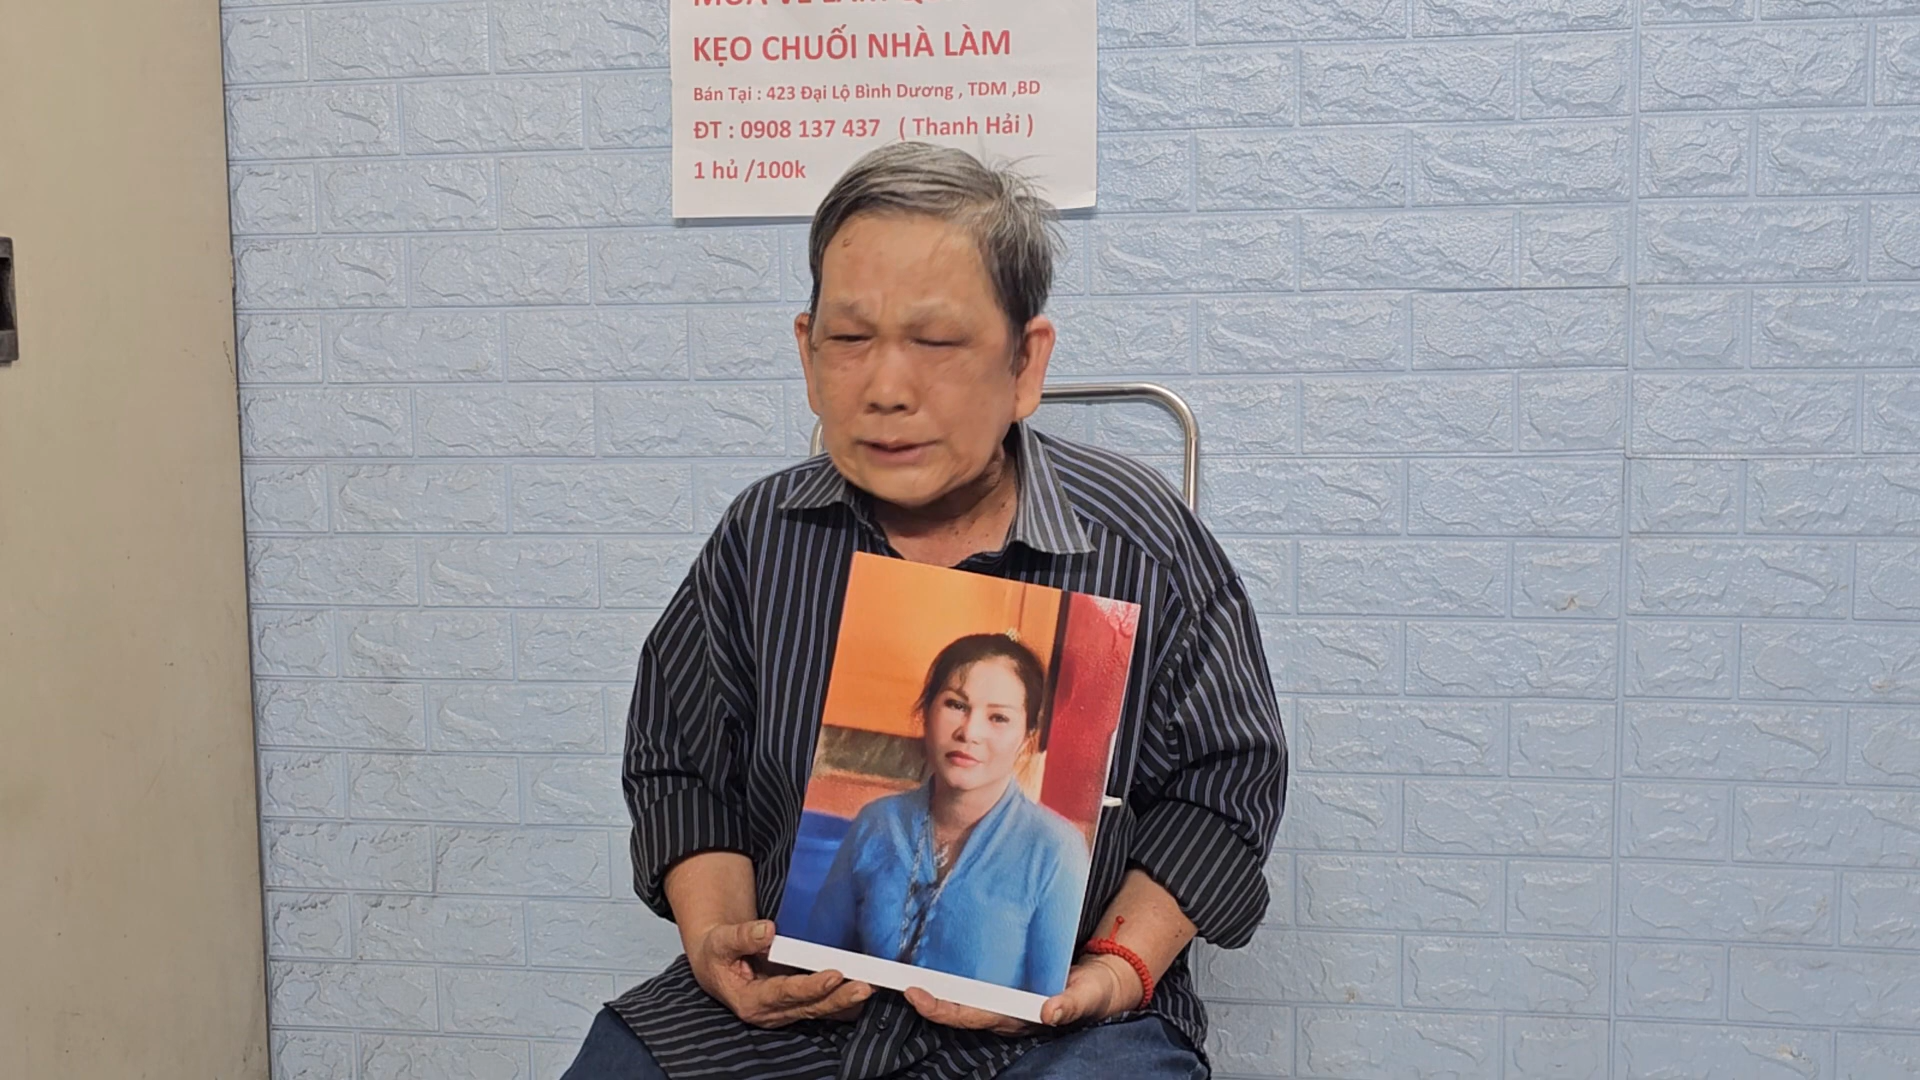 KẸO CHUỐI NHÀ LÀM
Bán Tại : 423 Đại Lộ Bình Dương , TDM ,BD
ĐT : 0908 137 437 ( Thanh Hải )
1 hủ /100k